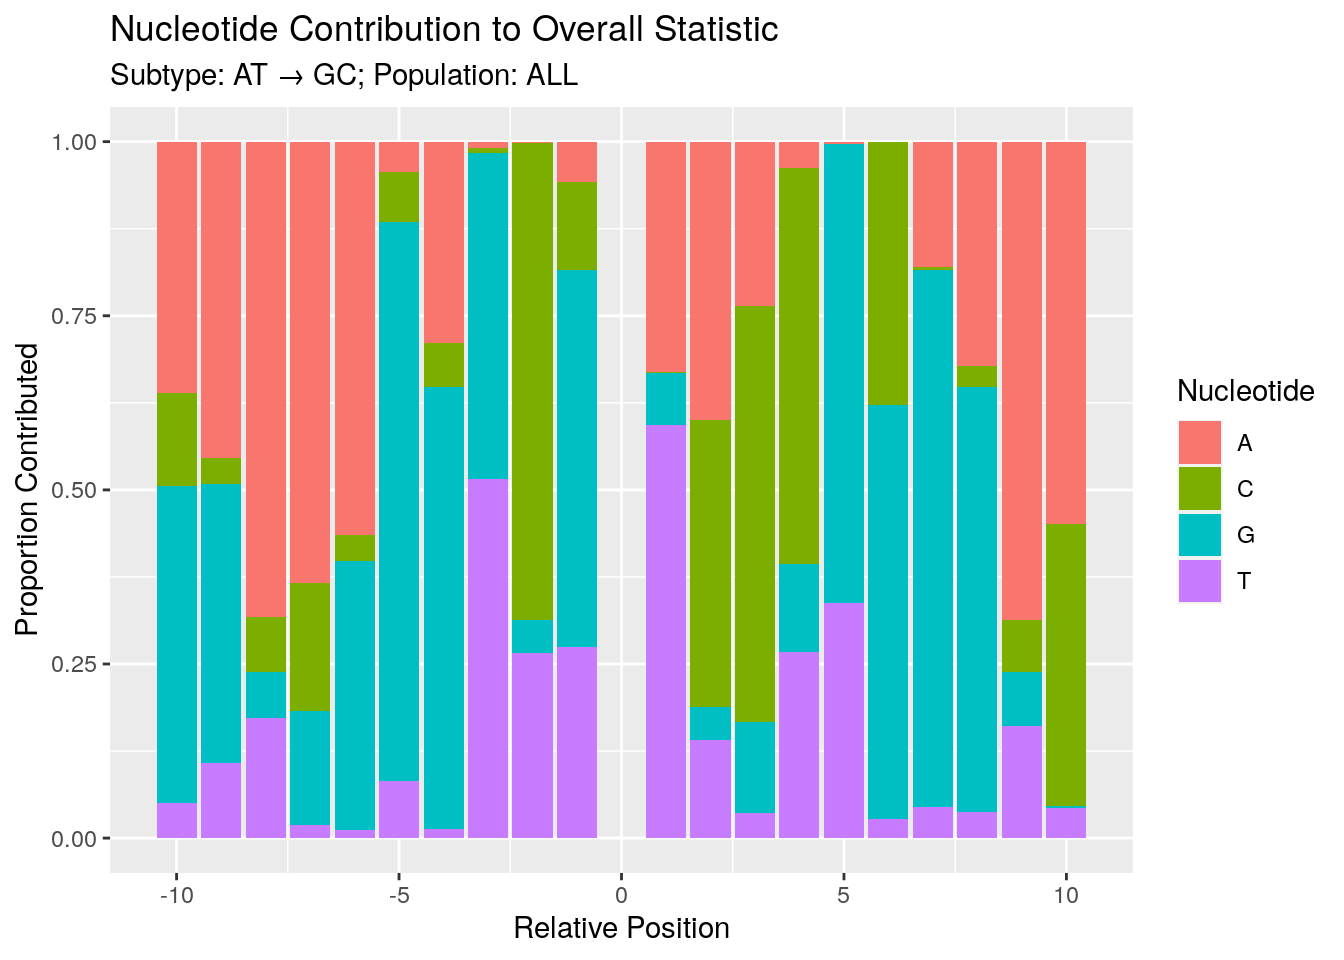 Nucleotide Contribution to Overall Statistic
Subtype: AT → GC; Population: ALL
Proportion Contributed
1.00
0.75
0.50
0.25
0.00
-10
-5
0
5
10
Relative Position
Nucleotide
A
C
G
T